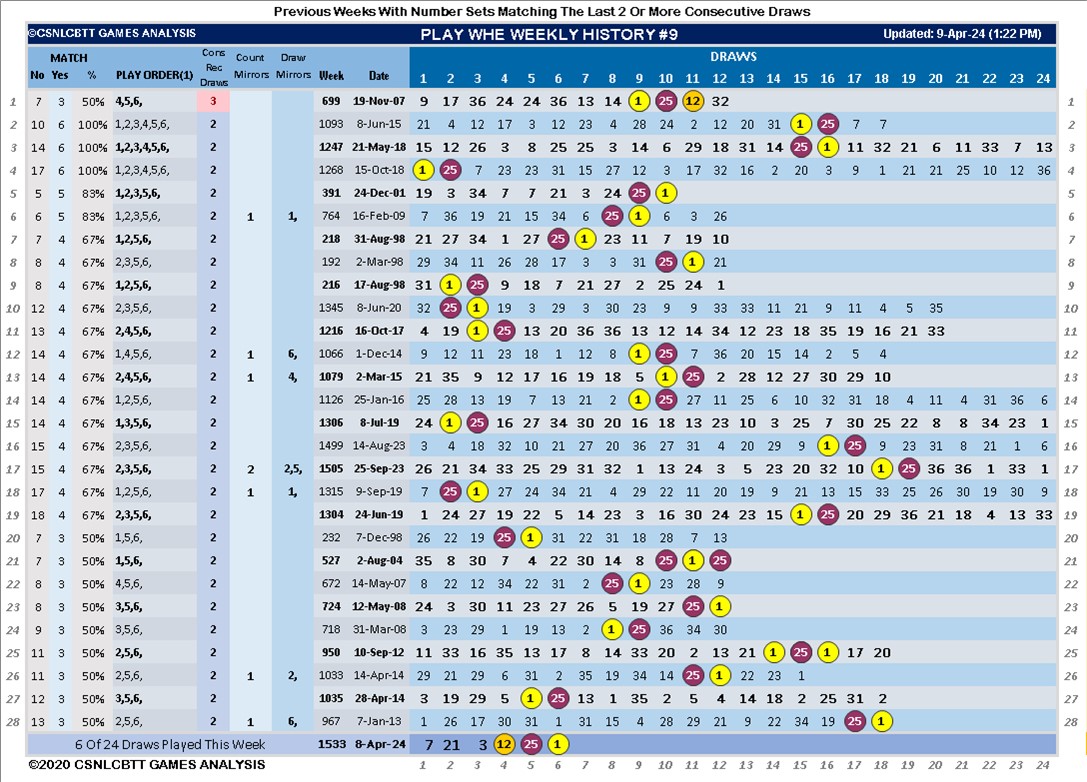 Previous Weeks With Number Sets Matching The Last 2 Or More Consecutive Draws
©CSNLCBTT GAMES ANALYSIS PLAY WHE WEEKLY HISTORY #9 Updated: 9-Apr-24 (1:22 PM)
MATCH Cons Rec Draws Count Mirrors Draw Mirrors DRAWS
No Yes % PLAY ORDER(1) Week Date 1 2 3 4 5 6 7 8 9 10 11 12 13 14 15 16 17 18 19 20 21 22 23 24
1 7 3 50% 4,5,6, 3 699 19-Nov-07 9 17 36 24 24 36 13 14 1 25 12 32 1
2 10 6 100% 1,2,3,4,5,6, 2 1093 8-Jun-15 21 4 12 17 3 12 23 4 28 24 2 12 20 31 1 25 7 7 2
3 14 6 100% 1,2,3,4,5,6, 2 1247 21-May-18 15 12 26 3 8 25 25 3 14 6 29 18 31 14 25 1 11 32 21 6 11 33 7 13 3
4 17 6 100% 1,2,3,4,5,6, 2 1268 15-Oct-18 1 25 7 23 23 31 15 27 12 3 17 32 16 2 20 3 9 1 21 21 25 10 12 36 4
5 5 5 83% 1,2,3,5,6, 2 391 24-Dec-01 19 3 34 7 7 21 3 24 25 1 5
6 6 5 83% 1,2,3,5,6, 2 1 1, 764 16-Feb-09 7 36 19 21 15 34 6 25 1 6 3 26 6
7 7 4 67% 1,2,5,6, 2 218 31-Aug-98 21 27 34 1 27 25 1 23 11 7 19 10 7
8 8 4 67% 2,3,5,6, 2 192 2-Mar-98 29 34 11 26 28 17 3 3 31 25 1 21 8
9 8 4 67% 1,2,5,6, 2 216 17-Aug-98 31 1 25 9 18 7 21 27 2 25 24 1 9
10 12 4 67% 2,3,5,6, 2 1345 8-Jun-20 32 25 1 19 3 29 3 30 23 9 9 33 33 11 21 9 11 4 5 35 10
11 13 4 67% 2,4,5,6, 2 1216 16-Oct-17 4 19 1 25 13 20 36 36 13 12 14 34 12 23 18 35 19 16 21 33 11
12 14 4 67% 1,4,5,6, 2 1 6, 1066 1-Dec-14 9 12 11 23 18 1 12 8 1 25 7 36 20 15 14 2 5 4 12
13 14 4 67% 2,4,5,6, 2 1 4, 1079 2-Mar-15 21 35 9 12 17 16 19 18 5 1 25 2 28 12 27 30 29 10 13
14 14 4 67% 1,2,5,6, 2 1126 25-Jan-16 25 28 13 19 7 13 21 2 1 25 27 11 25 6 10 32 31 18 4 11 4 31 36 6 14
15 14 4 67% 1,3,5,6, 2 1306 8-Jul-19 24 1 25 16 27 34 30 20 16 18 13 23 10 3 25 7 30 25 22 8 8 34 23 1 15
16 15 4 67% 2,3,5,6, 2 1499 14-Aug-23 3 4 18 32 10 21 27 20 36 27 31 4 20 3 6 1 25 9 23 31 8 21 1 6 16
17 15 4 67% 2,3,5,6, 2 2 2,5, 1505 25-Sep-23 26 21 34 33 25 29 31 32 1 13 24 3 5 23 20 32 10 1 25 36 36 1 33 1 17
18 17 4 67% 1,2,5,6, 2 1 1, 1315 9-Sep-19 7 25 1 27 24 34 21 4 29 22 11 20 19 9 21 13 15 33 25 26 30 19 30 9 18
19 18 4 67% 2,3,5,6, 2 1304 24-Jun-19 1 24 27 19 22 5 14 23 3 16 30 24 23 15 1 25 20 29 36 21 18 4 13 33 19
20 7 3 50% 1,5,6, 2 232 7-Dec-98 26 22 19 25 1 31 22 31 18 28 7 13 20
21 7 3 50% 1,5,6, 2 527 2-Aug-04 35 8 30 7 4 22 30 14 8 25 1 25 21
22 8 3 50% 4,5,6, 2 672 14-May-07 8 22 12 34 22 31 2 25 1 23 28 9 22
23 8 3 50% 3,5,6, 2 724 12-May-08 24 3 30 11 23 27 26 5 19 27 25 1 23
24 9 3 50% 3,5,6, 2 718 31-Mar-08 3 23 29 1 19 13 2 1 25 36 34 30 24
25 11 3 50% 2,5,6, 2 950 10-Sep-12 11 33 16 35 13 17 8 14 33 20 2 13 21 1 25 1 17 20 25
26 11 3 50% 2,5,6, 2 1 2, 1033 14-Apr-14 29 21 29 6 31 2 35 19 34 14 25 1 22 23 1 26
27 12 3 50% 3,5,6, 2 1035 28-Apr-14 3 19 29 5 1 25 13 1 35 2 5 4 14 18 2 25 31 2 27
28 13 3 50% 2,5,6, 2 1 6, 967 7-Jan-13 1 26 17 30 31 1 31 15 4 28 29 21 9 22 34 19 25 1 28
6 Of 24 Draws Played This Week 1533 8-Apr-24 7 21 3 12 25 1
©2020 CSNLCBTT GAMES ANALYSIS 1 2 3 4 5 6 7 8 9 10 11 12 13 14 15 16 17 18 19 20 21 22 23 24